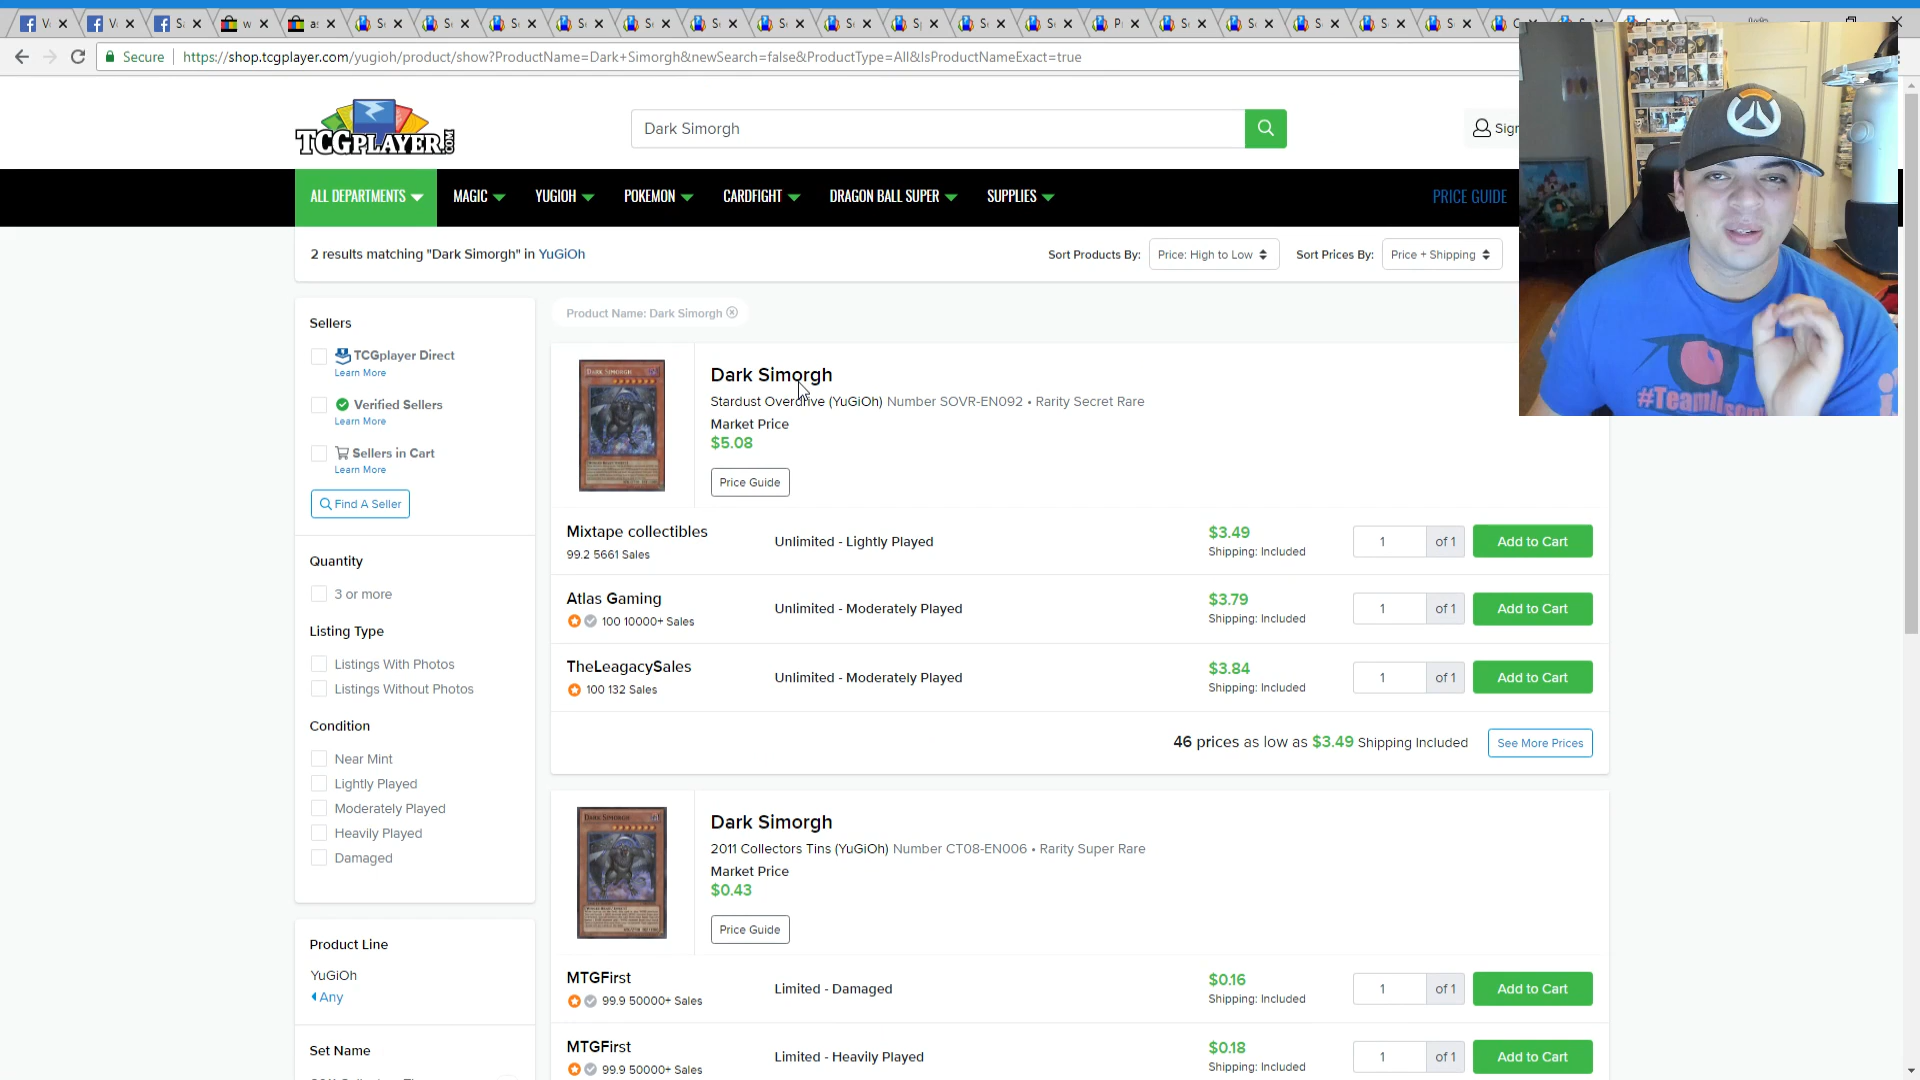 Secure
https://shop.tcgplayer.com/yugioh/product/show?ProductName=Dark+Simorgh&newSearch=false&ProductType=All&IsProductNameExact=true
TCGPLAYER.COM
Dark Simorgh
Sign
ALL DEPARTMENTS
MAGIC
YUGIOH
POKEMON
CARDFIGHT
DRAGON BALL SUPER
SUPPLIES
PRICE GUIDE
2 results matching "Dark Simorgh" in YuGiOh
Sort Products By: Price: High to Low
Sort Prices By: Price + Shipping
Sellers
TCGplayer Direct
Learn More
Verified Sellers
Learn More
Sellers in Cart
Learn More
Find A Seller
Quantity
3 or more
Listing Type
Listings With Photos
Listings Without Photos
Condition
Near Mint
Lightly Played
Moderately Played
Heavily Played
Damaged
Product Line
YuGiOh
Any
Set Name
Product Name: Dark Simorgh
DARK SIMORGH
Dark Simorgh
Stardust Overdrive (YuGiOh) Number SOVR-EN092 • Rarity Secret Rare
Market Price
$5.08
Price Guide
Mixtape collectibles
99.2 5661 Sales
Unlimited - Lightly Played
$3.49
Shipping: Included
1 of 1
Add to Cart
Atlas Gaming
100 10000+ Sales
Unlimited - Moderately Played
$3.79
Shipping: Included
1 of 1
Add to Cart
TheLeagacySales
100 132 Sales
Unlimited - Moderately Played
$3.84
Shipping: Included
1 of 1
Add to Cart
46 prices as low as $3.49 Shipping Included
See More Prices
DARK SIMORGH
Dark Simorgh
2011 Collectors Tins (YuGiOh) Number CT08-EN006 • Rarity Super Rare
Market Price
$0.43
Price Guide
MTGFirst
99.9 50000+ Sales
Limited - Damaged
$0.16
Shipping: Included
1 of 1
Add to Cart
MTGFirst
99.9 50000+ Sales
Limited - Heavily Played
$0.18
Shipping: Included
1 of 1
Add to Cart